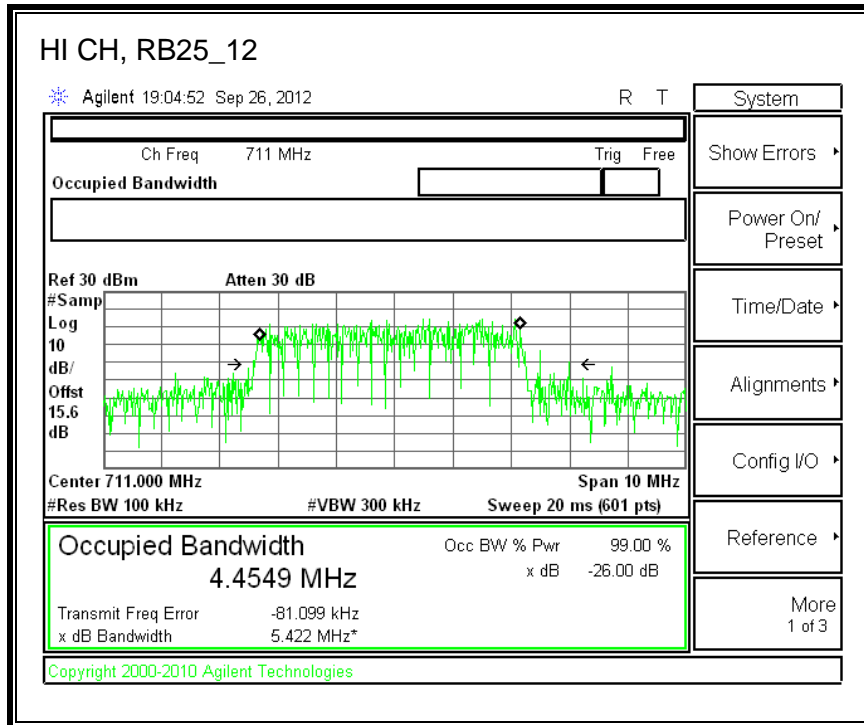 HI CH, RB25_12
Agilent 19:04:52 Sep 26, 2012 R T
Ch Freq 711 MHz Trig Free
Occupied Bandwidth
Ref 30 dBm Atten 30 dB
#Samp
Log
10
dB/
Offst
15.6
dB
Center 711.000 MHz Span 10 MHz
#Res BW 100 kHz #VBW 300 kHz Sweep 20 ms (601 pts)
Occupied Bandwidth Occ BW % Pwr 99.00 %
4.4549 MHz x dB -26.00 dB
Transmit Freq Error -81.099 kHz
x dB Bandwidth 5.422 MHz*
Copyright 2000-2010 Agilent Technologies
System
Show Errors
Power On/
Preset
Time/Date
Alignments
Config I/O
Reference
More
1 of 3